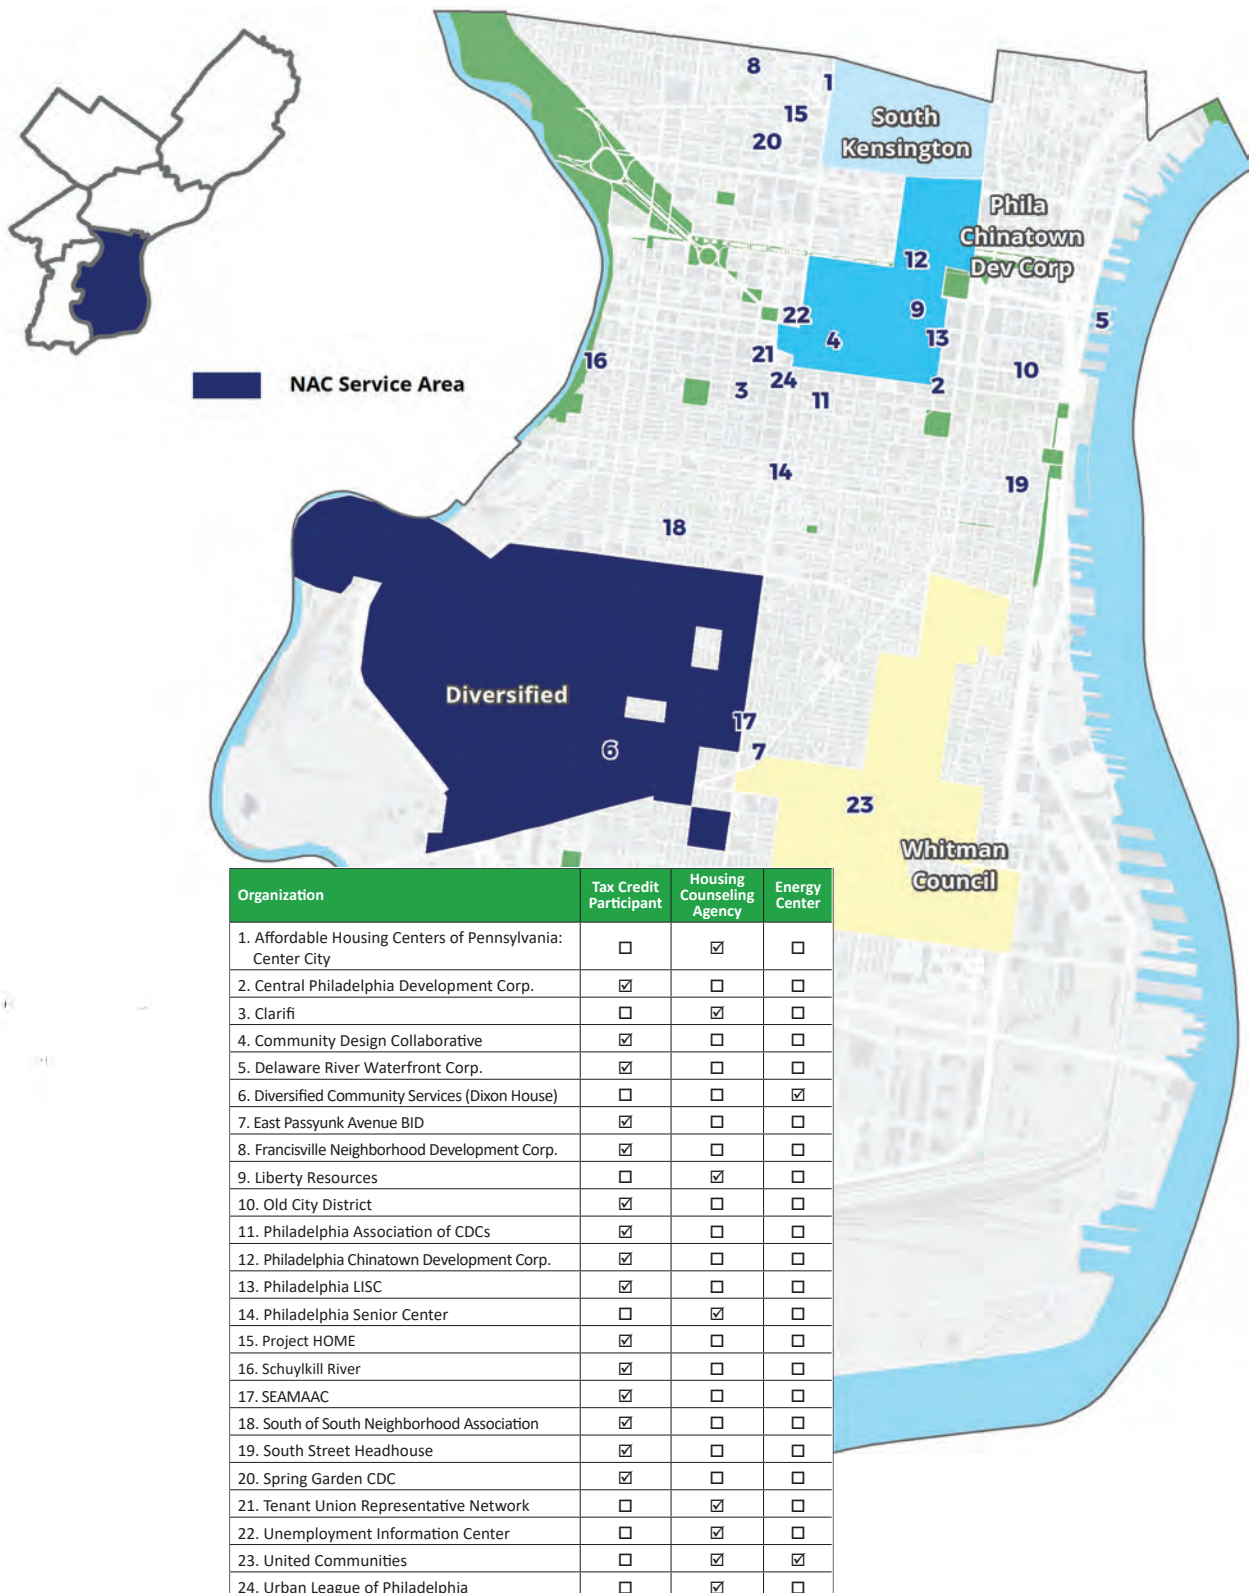 8
1
15
South
Kensington
20
Phila
Chinatown
Dev Corp
12
9
22
5
4
13
21
16
10
24
3
2
11
NAC Service Area
14
19
18
Diversified
17
6
7
23
Whitman
Council
Organization Tax Credit Participant Housing Counseling Agency Energy Center
1. Affordable Housing Centers of Pennsylvania: ☐ ☑ ☐
Center City
2. Central Philadelphia Development Corp. ☑ ☐ ☐
3. Clarifi ☐ ☑ ☐
4. Community Design Collaborative ☑ ☐ ☐
5. Delaware River Waterfront Corp. ☑ ☐ ☐
6. Diversified Community Services (Dixon House) ☐ ☐ ☑
7. East Passyunk Avenue BID ☑ ☐ ☐
8. Francisville Neighborhood Development Corp. ☑ ☐ ☐
9. Liberty Resources ☐ ☑ ☐
10. Old City District ☑ ☐ ☐
11. Philadelphia Association of CDCs ☑ ☐ ☐
12. Philadelphia Chinatown Development Corp. ☑ ☐ ☐
13. Philadelphia LISC ☑ ☐ ☐
14. Philadelphia Senior Center ☐ ☑ ☐
15. Project HOME ☑ ☐ ☐
16. Schuylkill River ☑ ☐ ☐
17. SEAMAAC ☑ ☐ ☐
18. South of South Neighborhood Association ☑ ☐ ☐
19. South Street Headhouse ☑ ☐ ☐
20. Spring Garden CDC ☑ ☐ ☐
21. Tenant Union Representative Network ☐ ☑ ☐
22. Unemployment Information Center ☐ ☑ ☐
23. United Communities ☐ ☑ ☑
24. Urban League of Philadelphia ☐ ☑ ☐